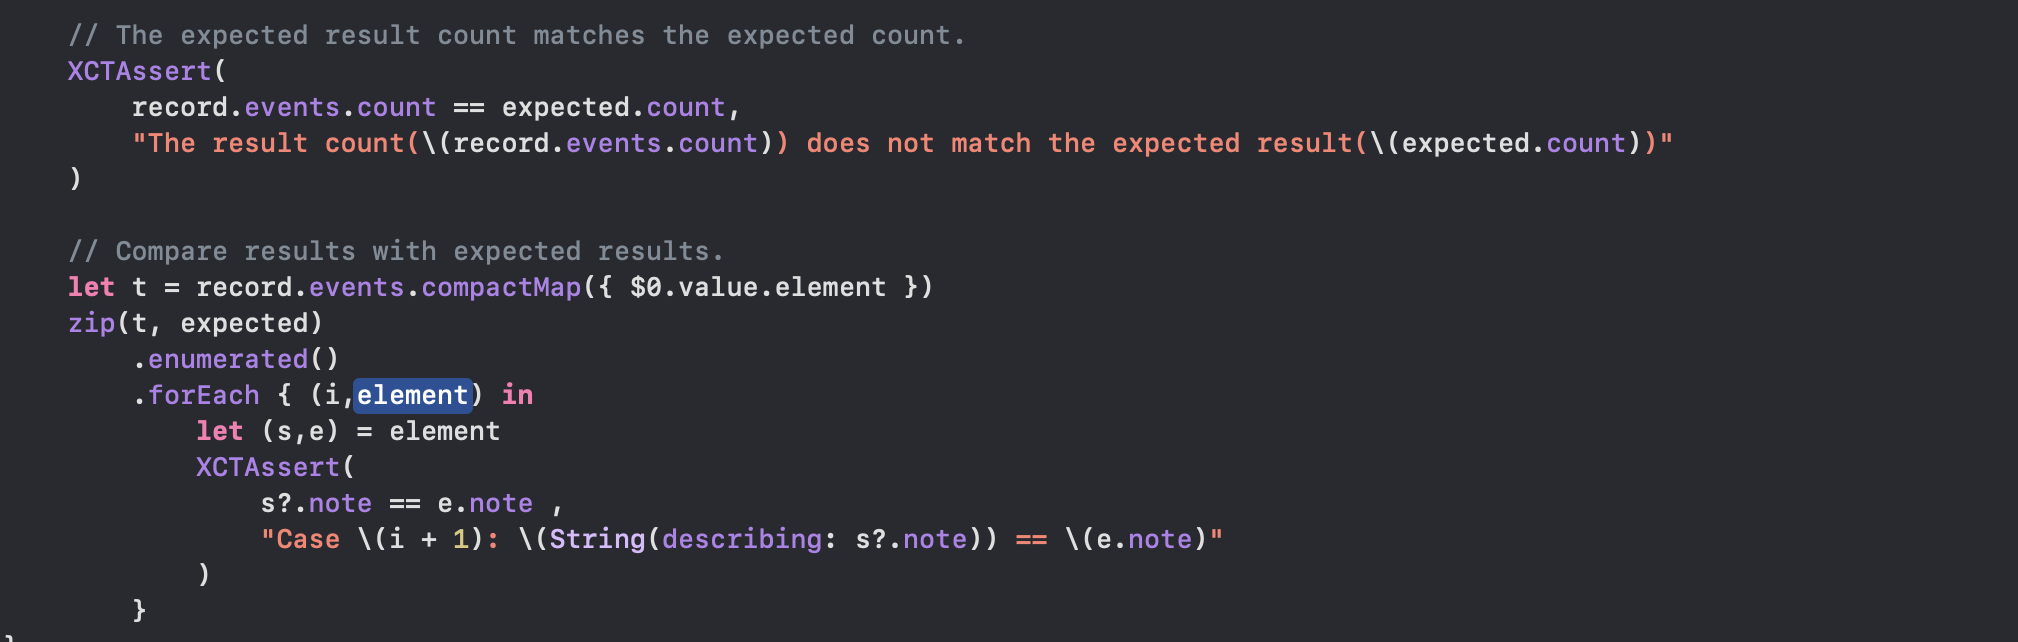 // The expected result count matches the expected count.
XCTAssert(
record.events.count == expected.count,
"The result count(\(record.events.count)) does not match the expected result(\(expected.count))"
)
// Compare results with expected results.
let t = record.events.compactMap({ $0.value.element })
zip(t, expected)
.enumerated()
.forEach { (i,element) in
let (s,e) = element
XCTAssert(
s?.note == e.note ,
"Case \(i + 1): \(String(describing: s?.note)) == \(e.note)"
)
}
}